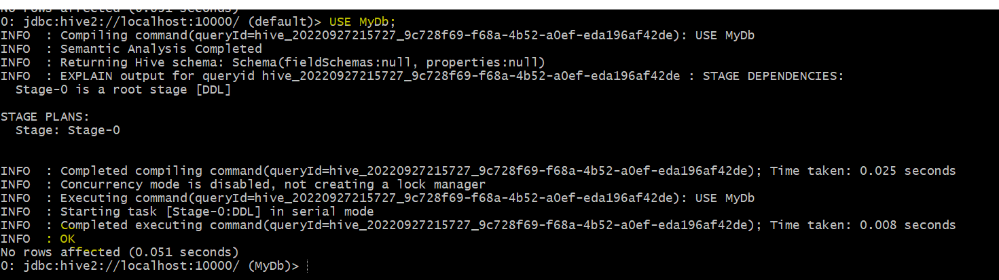 No rows affected (0.051 seconds)
0: jdbc:hive2://localhost:10000/ (default)> USE MyDb;
INFO  : Compiling command(queryId=hive_20220927215727_9c728f69-f68a-4b52-a0ef-eda196af42de): USE MyDb
INFO  : Semantic Analysis Completed
INFO  : Returning Hive schema: Schema(fieldSchemas:null, properties:null)
INFO  : EXPLAIN output for queryid hive_20220927215727_9c728f69-f68a-4b52-a0ef-eda196af42de : STAGE DEPENDENCIES:
  Stage-0 is a root stage [DDL]

STAGE PLANS:
  Stage: Stage-0

INFO  : Completed compiling command(queryId=hive_20220927215727_9c728f69-f68a-4b52-a0ef-eda196af42de); Time taken: 0.025 seconds
INFO  : Concurrency mode is disabled, not creating a lock manager
INFO  : Executing command(queryId=hive_20220927215727_9c728f69-f68a-4b52-a0ef-eda196af42de): USE MyDb
INFO  : Starting task [Stage-0:DDL] in serial mode
INFO  : Completed executing command(queryId=hive_20220927215727_9c728f69-f68a-4b52-a0ef-eda196af42de); Time taken: 0.008 seconds
INFO  : OK
No rows affected (0.051 seconds)
0: jdbc:hive2://localhost:10000/ (MyDb)>